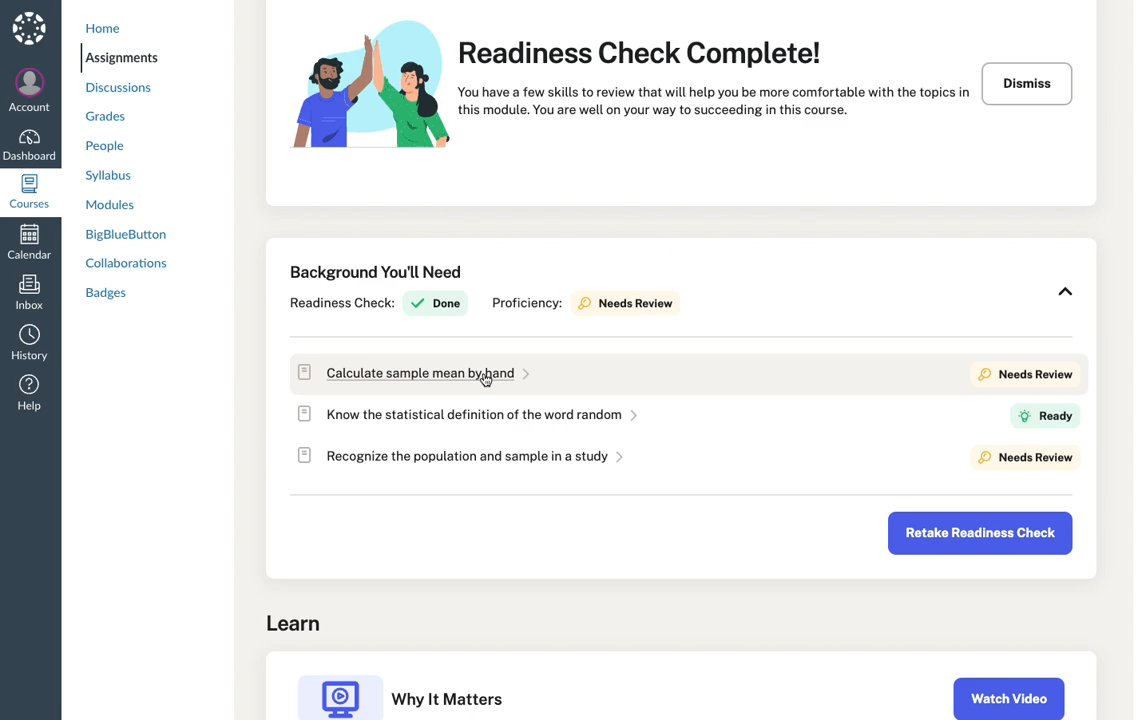 Account
Dashboard
Courses
Calendar
Inbox
History
Help
Home
Assignments
Discussions
Grades
People
Syllabus
Modules
BigBlueButton
Collaborations
Badges
Readiness Check Complete!
You have a few skills to review that will help you be more comfortable with the topics in
this module. You are well on your way to succeeding in this course.
Dismiss
Background You'll Need
Readiness Check: Done Proficiency: Needs Review
Calculate sample mean by hand Needs Review
Know the statistical definition of the word random Ready
Recognize the population and sample in a study Needs Review
Retake Readiness Check
Learn
Why It Matters Watch Video